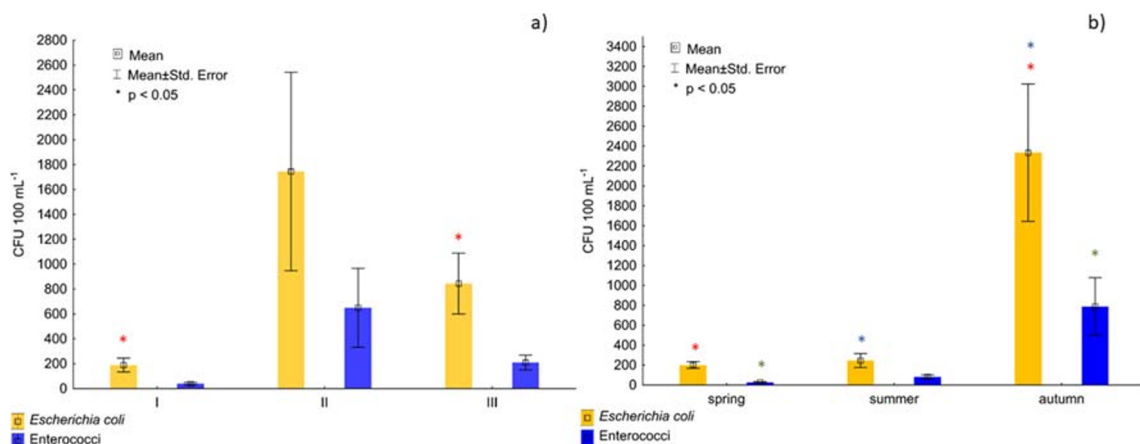 a)
2800
2600
2400
2200
2000
1800
1600
1400
1200
1000
800
600
400
200
0
CFU 100 mL-1
Mean
Mean±Std. Error
* p < 0.05
*
*
I II III
Escherichia coli
Enterococci
b)
3400
3200
3000
2800
2600
2400
2200
2000
1800
1600
1400
1200
1000
800
600
400
200
0
CFU 100 mL-1
Mean
Mean±Std. Error
* p < 0.05
*
*
*
*
*
*
spring summer autumn
Escherichia coli
Enterococci